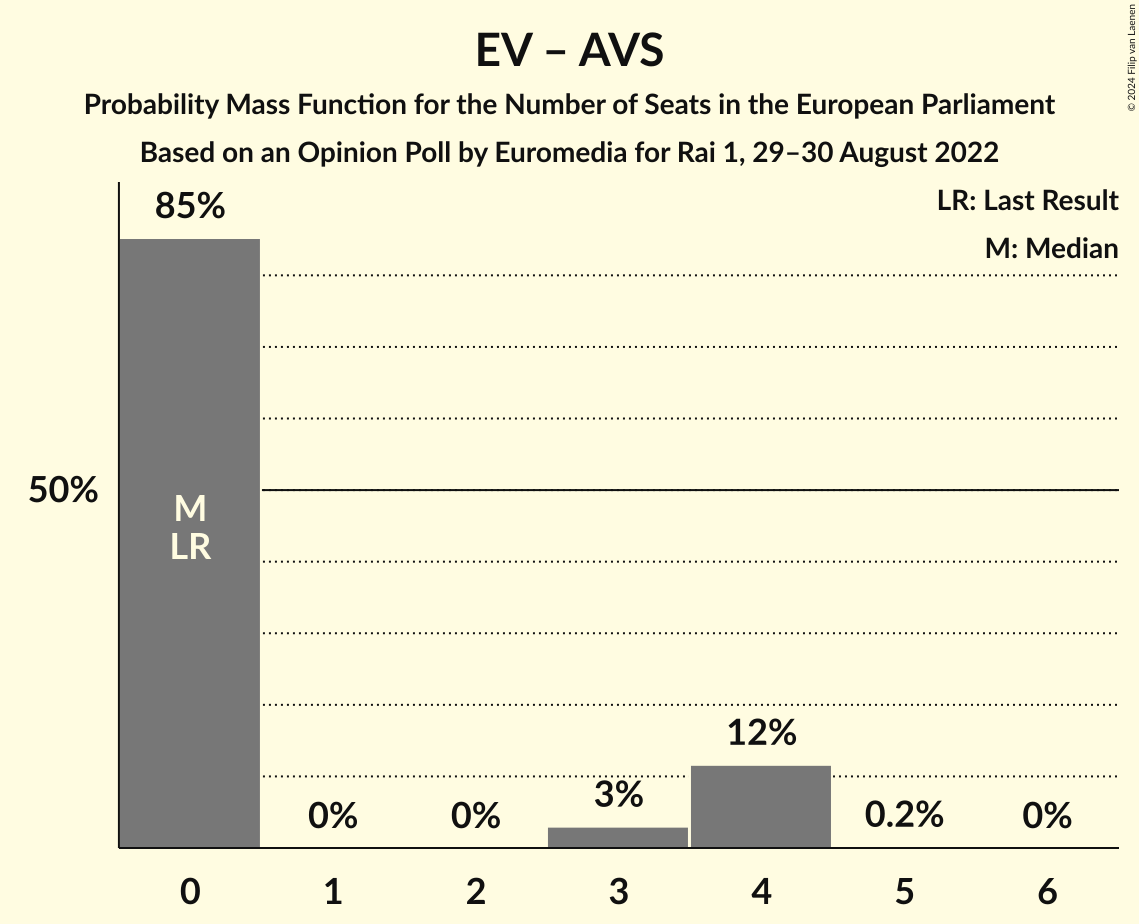 EV – AVS
Probability Mass Function for the Number of Seats in the European Parliament
Based on an Opinion Poll by Euromedia for Rai 1, 29–30 August 2022
© 2024 Filip van Laenen
LR: Last Result
M: Median
85%
50%
M
LR
12%
3%
0%
0%
0.2%
0%
0
1
2
3
4
5
6